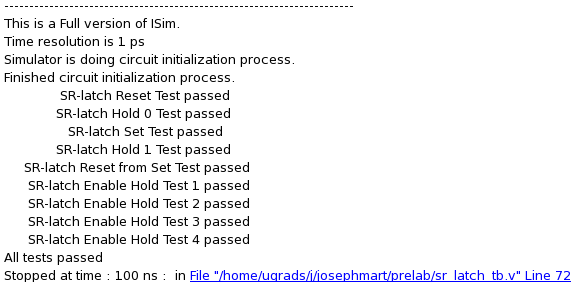 ----------------------------------------------------------------------
This is a Full version of ISim.
Time resolution is 1 ps
Simulator is doing circuit initialization process.
Finished circuit initialization process.
SR-latch Reset Test passed
SR-latch Hold 0 Test passed
SR-latch Set Test passed
SR-latch Hold 1 Test passed
SR-latch Reset from Set Test passed
SR-latch Enable Hold Test 1 passed
SR-latch Enable Hold Test 2 passed
SR-latch Enable Hold Test 3 passed
SR-latch Enable Hold Test 4 passed
All tests passed
Stopped at time : 100 ns :  in File "/home/ugrads/j/josephmart/prelab/sr_latch_tb.v" Line 72